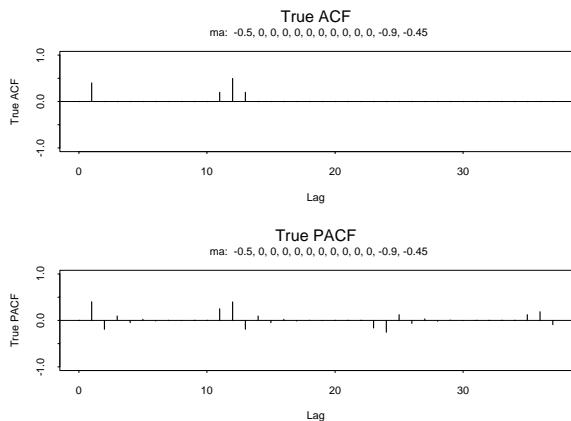 True ACF
ma: -0.5, 0, 0, 0, 0, 0, 0, 0, 0, 0, 0, -0.9, -0.45
True ACF
1.0
0.0
-1.0
0 10 20 30
Lag
True PACF
ma: -0.5, 0, 0, 0, 0, 0, 0, 0, 0, 0, 0, -0.9, -0.45
True PACF
1.0
0.0
-1.0
0 10 20 30
Lag